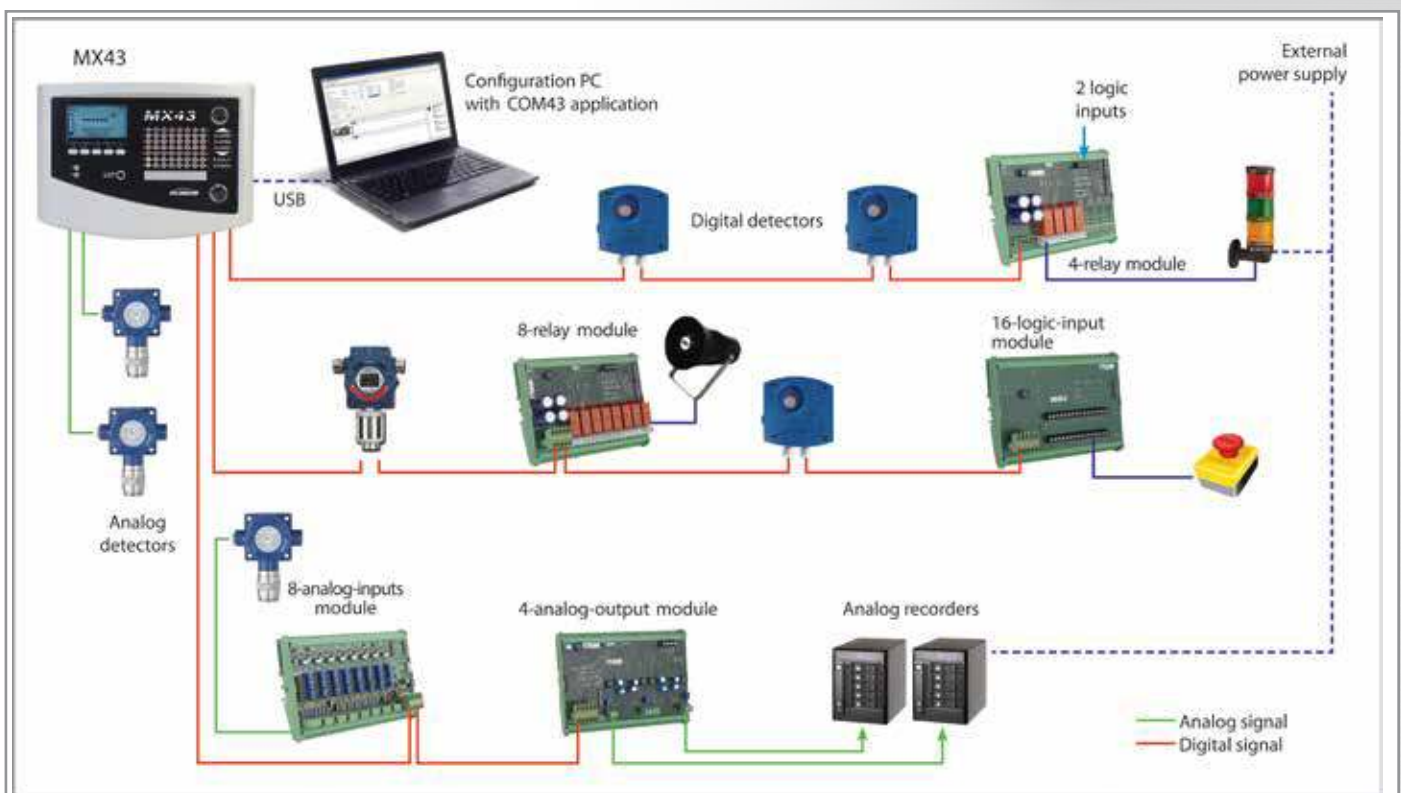 MX43
MX43
Configuration PC
with COM43 application
USB
External
power supply
2 logic
inputs
Digital detectors
4-relay module
8-relay module
16-logic-input
module
Analog
detectors
8-analog-inputs
module
4-analog-output module
Analog recorders
Analog signal
Digital signal